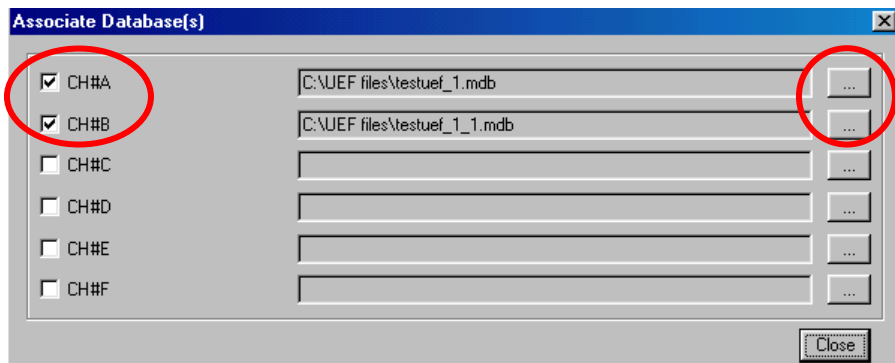 Associate Database(s)
CH#A C:\UEF files\testuef_1.mdb ...
CH#B C:\UEF files\testuef_1_1.mdb ...
CH#C ...
CH#D ...
CH#E ...
CH#F ...
Close